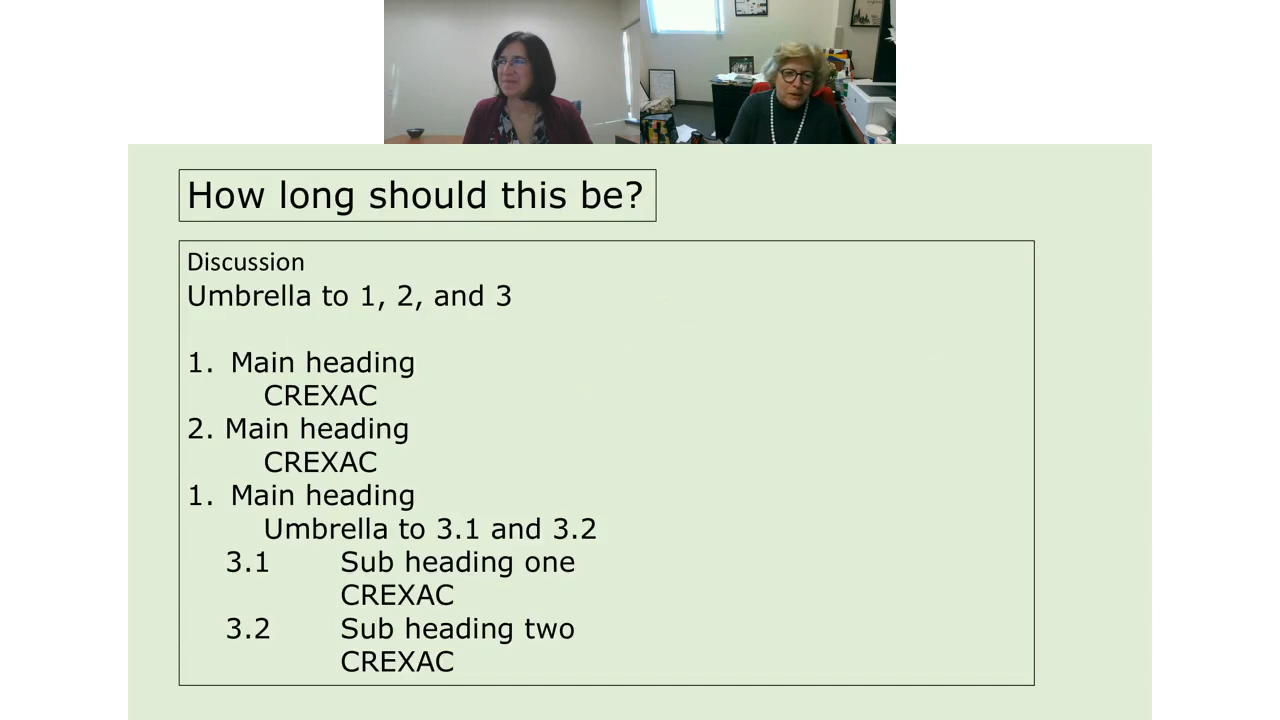 How long should this be?
Discussion
Umbrella to 1, 2, and 3
1. Main heading
CREXAC
2. Main heading
CREXAC
1. Main heading
Umbrella to 3.1 and 3.2
3.1 Sub heading one
CREXAC
3.2 Sub heading two
CREXAC